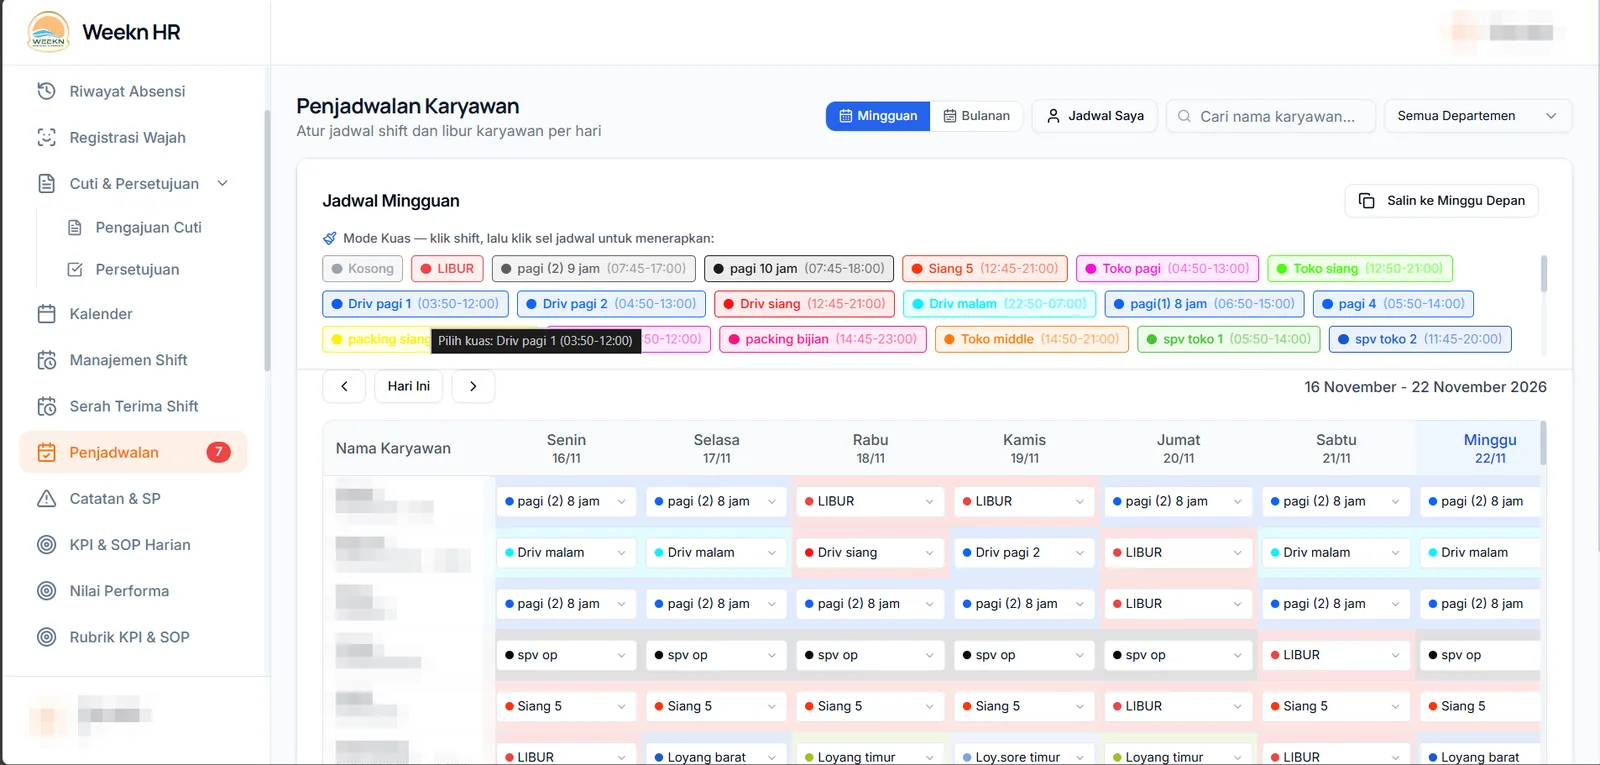 WEEKN
Weekn HR
Riwayat Absensi
Registrasi Wajah
Cuti & Persetujuan
Pengajuan Cuti
Persetujuan
Kalender
Manajemen Shift
Serah Terima Shift
Penjadwalan 7
Catatan & SP
KPI & SOP Harian
Nilai Performa
Rubrik KPI & SOP
Penjadwalan Karyawan
Atur jadwal shift dan libur karyawan per hari
Mingguan Bulanan Jadwal Saya Cari nama karyawan... Semua Departemen
Jadwal Mingguan
Salin ke Minggu Depan
Mode Kuas — klik shift, lalu klik sel jadwal untuk menerapkan:
Kosong LIBUR pagi (2) 9 jam (07:45-17:00) pagi 10 jam (07:45-18:00) Siang 5 (12:45-21:00) Toko pagi (04:50-13:00) Toko siang (12:50-21:00)
Driv pagi 1 (03:50-12:00) Driv pagi 2 (04:50-13:00) Driv siang (12:45-21:00) Driv malam (22:50-07:00) pagi(1) 8 jam (06:50-15:00) pagi 4 (05:50-14:00)
packing siang Pilih kuas: Driv pagi 1 (03:50-12:00) :50-12:00) packing bijian (14:45-23:00) Toko middle (14:50-21:00) spv toko 1 (05:50-14:00) spv toko 2 (11:45-20:00)
Hari Ini
16 November - 22 November 2026
Nama Karyawan Senin 16/11 Selasa 17/11 Rabu 18/11 Kamis 19/11 Jumat 20/11 Sabtu 21/11 Minggu 22/11
pagi (2) 8 jam pagi (2) 8 jam LIBUR LIBUR pagi (2) 8 jam pagi (2) 8 jam pagi (2) 8 jam
Driv malam Driv malam Driv siang Driv pagi 2 LIBUR Driv malam Driv malam
pagi (2) 8 jam pagi (2) 8 jam pagi (2) 8 jam pagi (2) 8 jam LIBUR pagi (2) 8 jam pagi (2) 8 jam
spv op spv op spv op spv op spv op LIBUR spv op
Siang 5 Siang 5 Siang 5 Siang 5 LIBUR Siang 5 Siang 5
LIBUR Loyang barat Loyang timur Loy.sore timur Loyang timur LIBUR Loyang barat